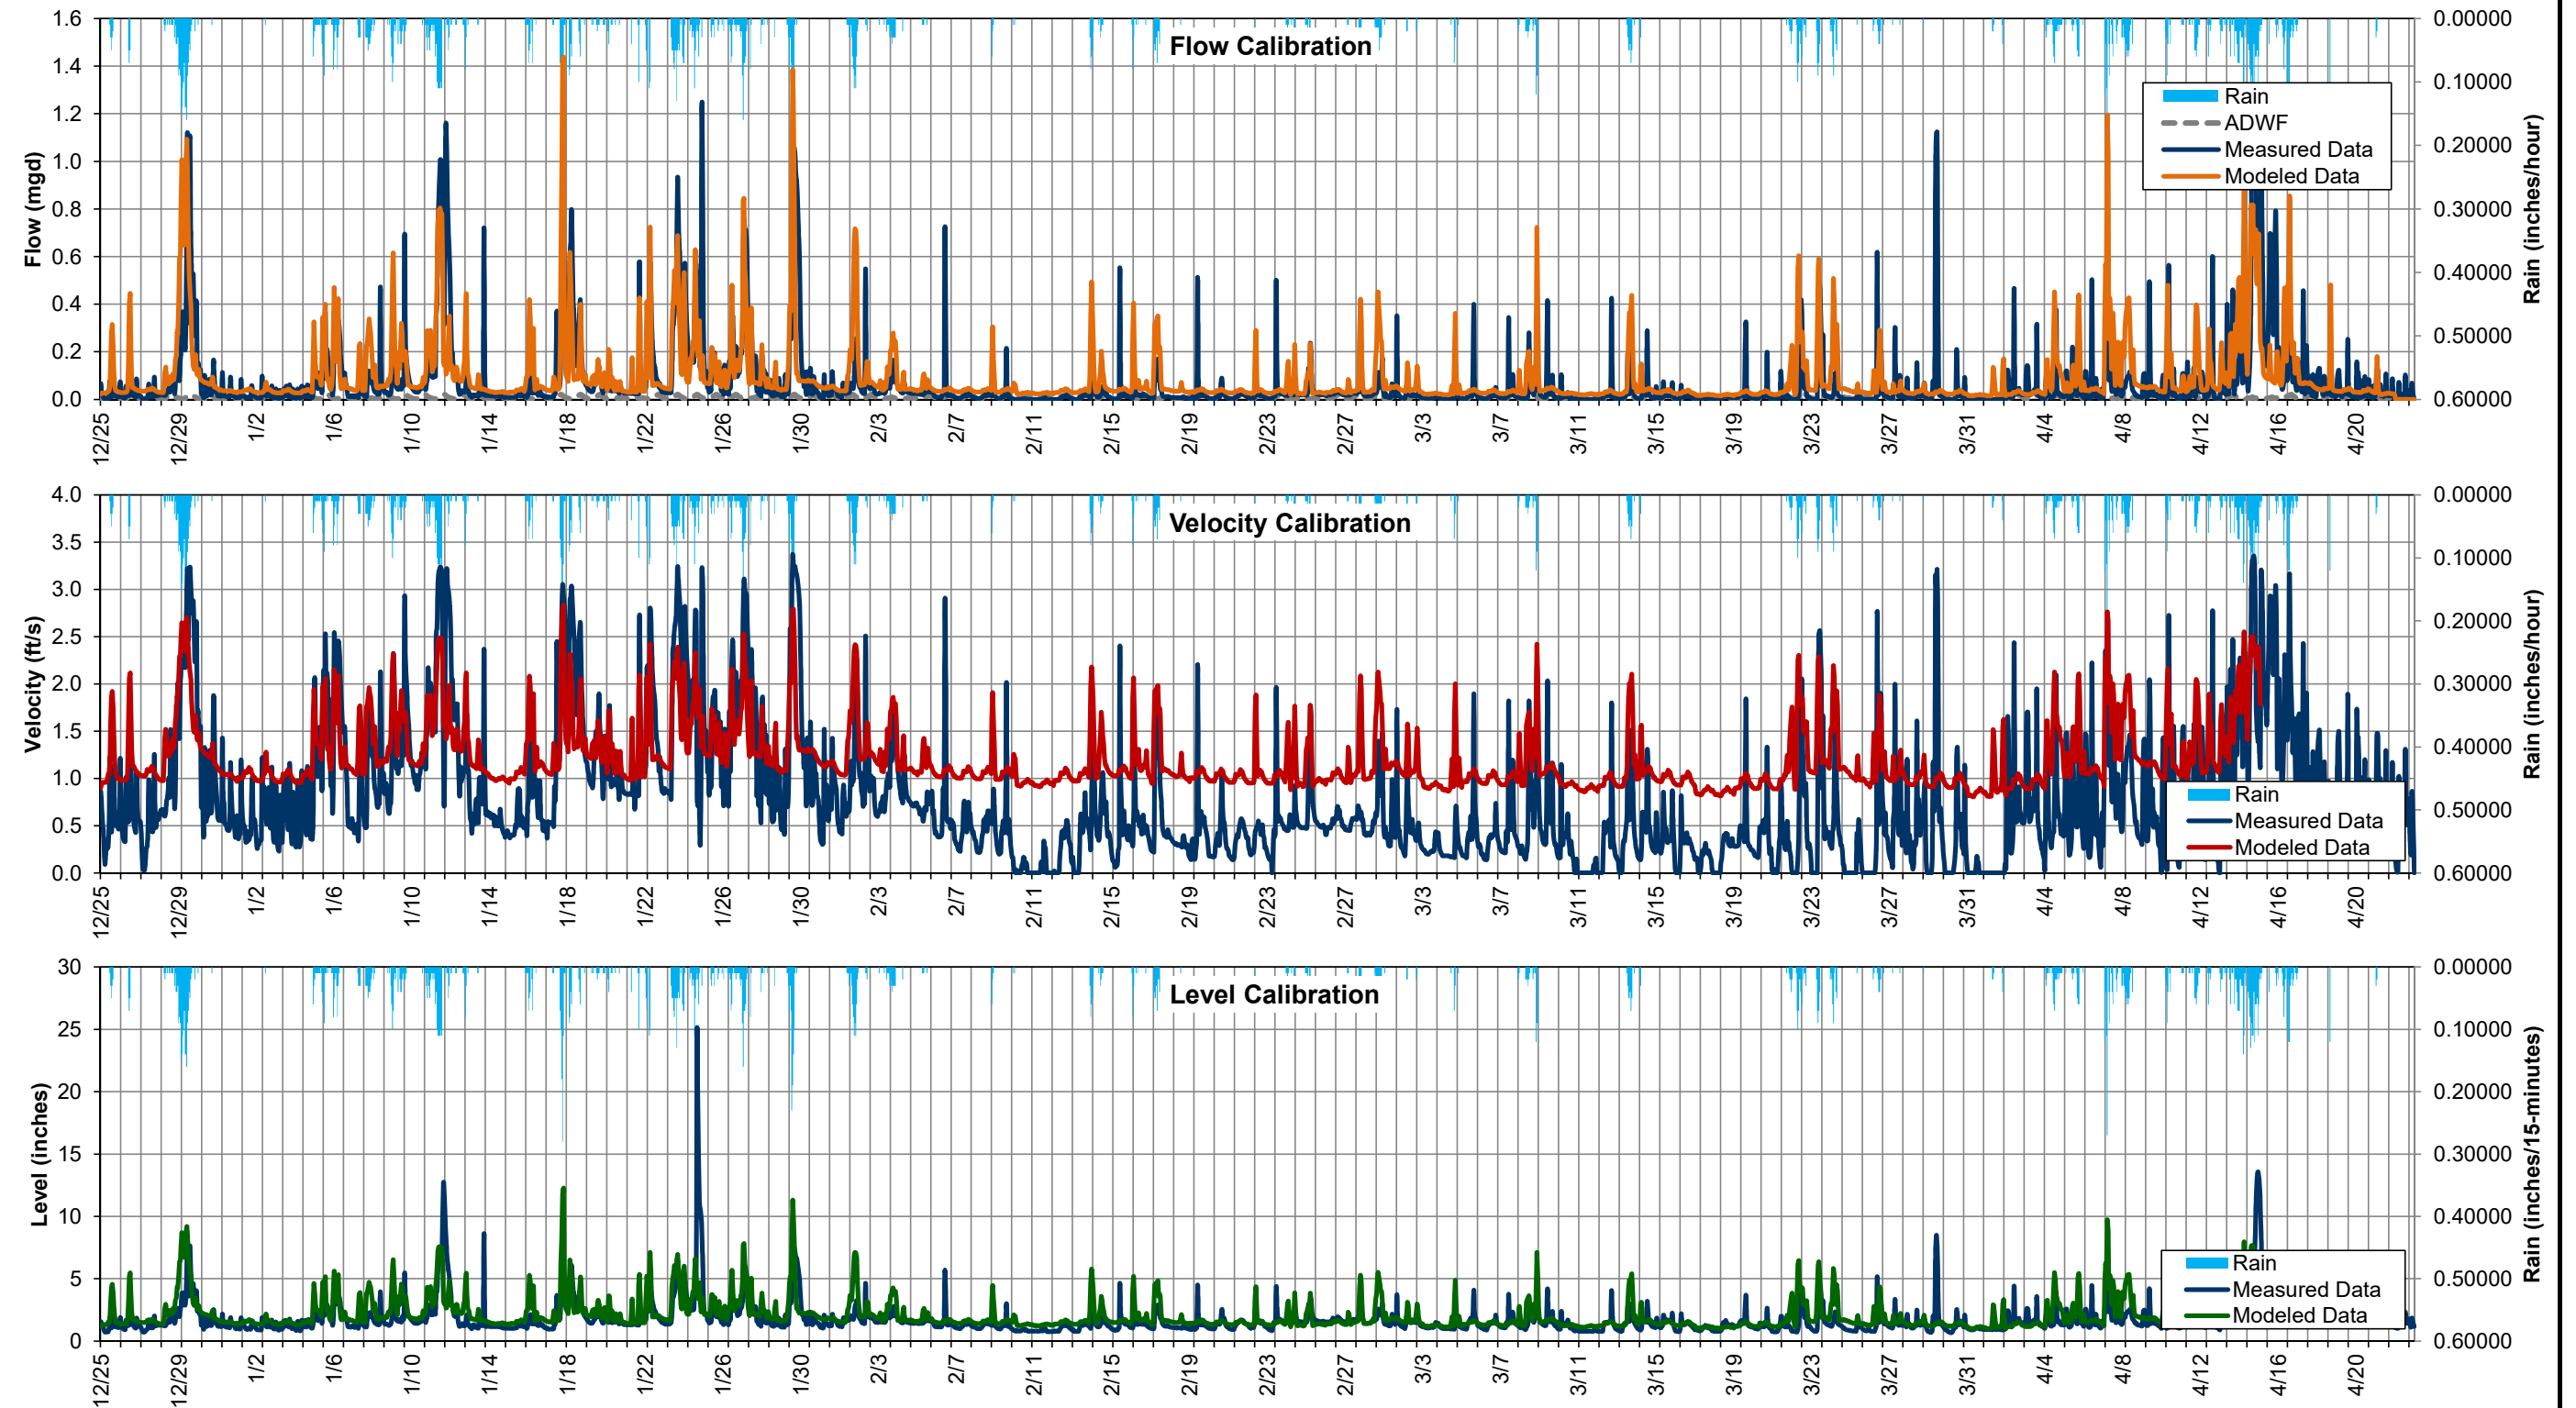 Flow Calibration
Flow (mgd)
1.6
1.4
1.2
1.0
0.8
0.6
0.4
0.2
0.0
0.00000
0.10000
0.20000
0.30000
0.40000
0.50000
0.60000
Rain (inches/hour)
Rain
ADWF
Measured Data
Modeled Data
12/25 12/29 1/2 1/6 1/10 1/14 1/18 1/22 1/26 1/30 2/3 2/7 2/11 2/15 2/19 2/23 2/27 3/3 3/7 3/11 3/15 3/19 3/23 3/27 3/31 4/4 4/8 4/12 4/16 4/20
Velocity Calibration
Velocity (ft/s)
4.0
3.5
3.0
2.5
2.0
1.5
1.0
0.5
0.0
0.00000
0.10000
0.20000
0.30000
0.40000
0.50000
0.60000
Rain (inches/hour)
Rain
Measured Data
Modeled Data
12/25 12/29 1/2 1/6 1/10 1/14 1/18 1/22 1/26 1/30 2/3 2/7 2/11 2/15 2/19 2/23 2/27 3/3 3/7 3/11 3/15 3/19 3/23 3/27 3/31 4/4 4/8 4/12 4/16 4/20
Level Calibration
Level (inches)
30
25
20
15
10
5
0
0.00000
0.10000
0.20000
0.30000
0.40000
0.50000
0.60000
Rain (inches/15-minutes)
Rain
Measured Data
Modeled Data
12/25 12/29 1/2 1/6 1/10 1/14 1/18 1/22 1/26 1/30 2/3 2/7 2/11 2/15 2/19 2/23 2/27 3/3 3/7 3/11 3/15 3/19 3/23 3/27 3/31 4/4 4/8 4/12 4/16 4/20